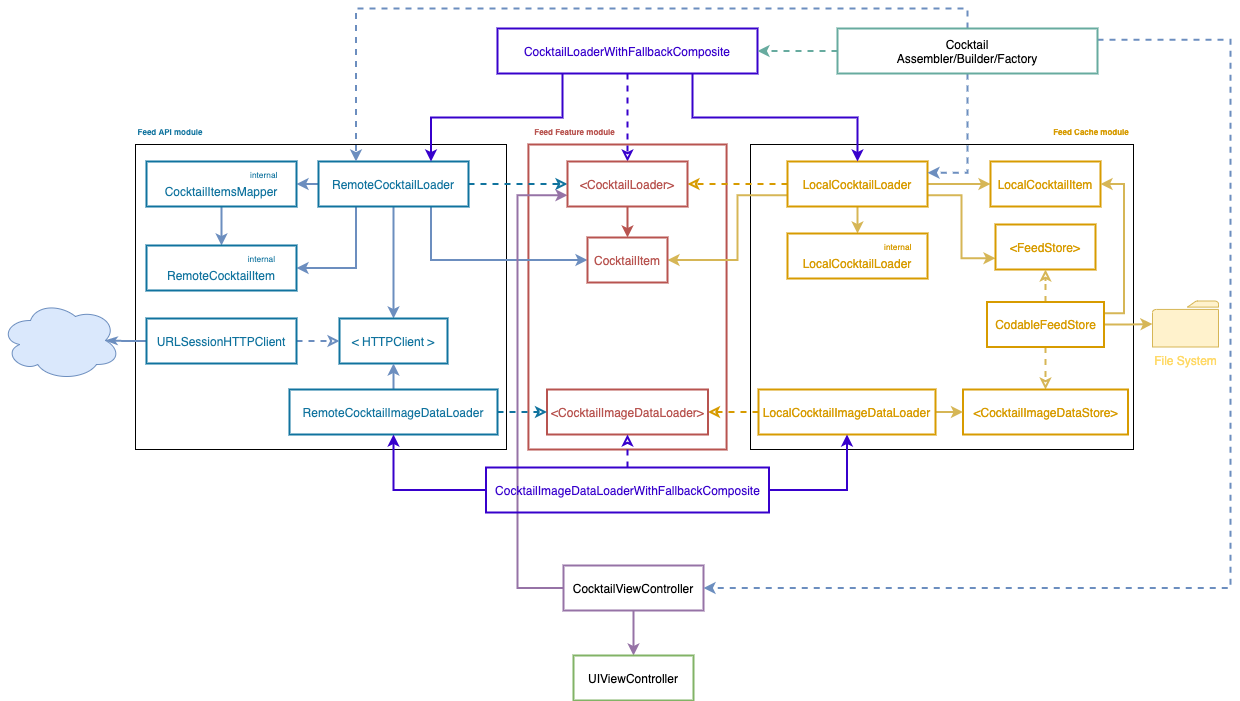 CocktailLoaderWithFallbackComposite
Cocktail
Assembler/Builder/Factory
Feed API module
Feed Feature module
Feed Cache module
internal
CocktailItemsMapper
RemoteCocktailLoader
<CocktailLoader>
LocalCocktailLoader
LocalCocktailItem
internal
RemoteCocktailItem
CocktailItem
internal
LocalCocktailLoader
<FeedStore>
URLSessionHTTPClient
< HTTPClient >
CodableFeedStore
File System
RemoteCocktailImageDataLoader
<CocktailImageDataLoader>
LocalCocktailImageDataLoader
<CocktailImageDataStore>
CocktailImageDataLoaderWithFallbackComposite
CocktailViewController
UIViewController